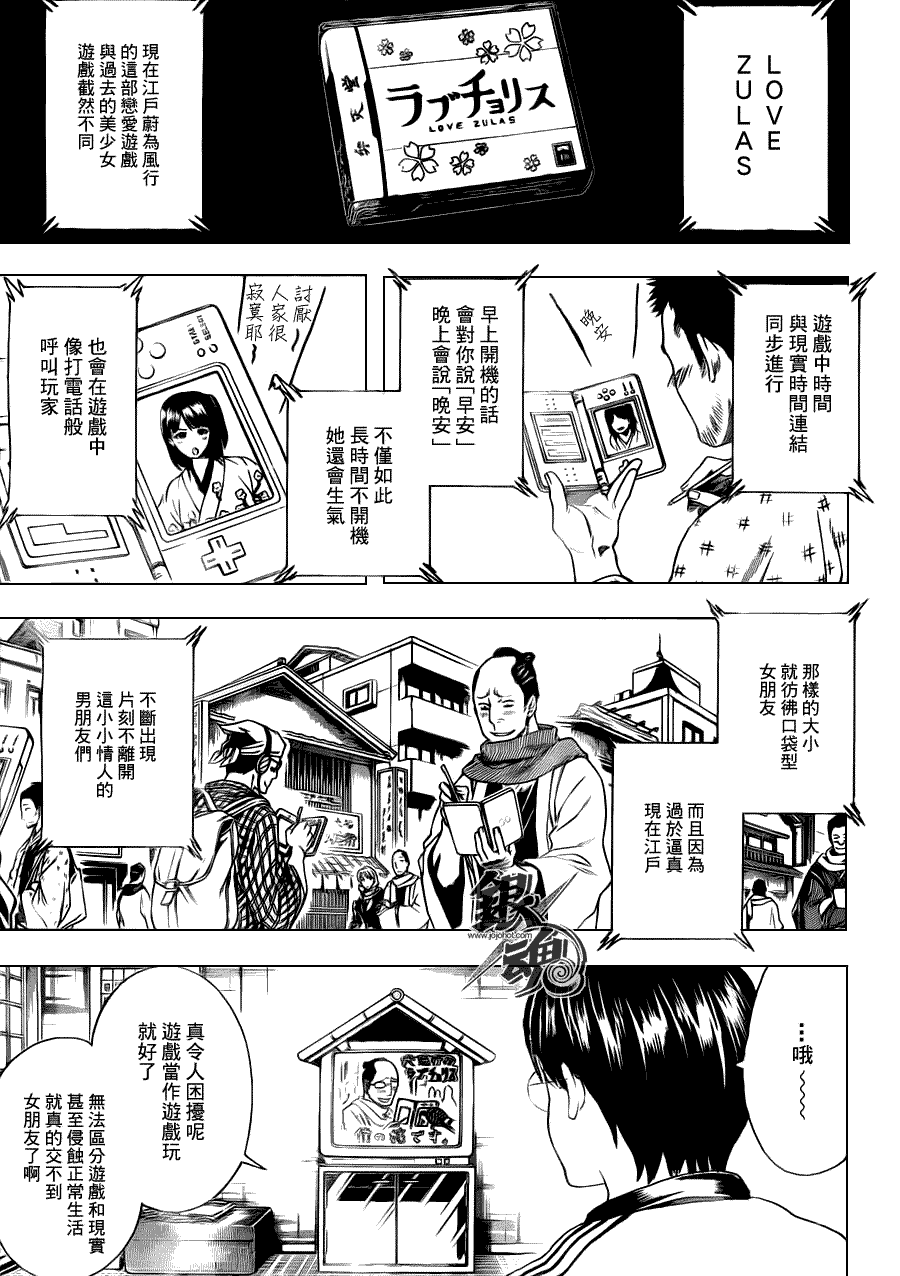 LOVE
ZULAS
ラブチョリス
LOVE ZULAS
現在江戶蔚為風行
的這部戀愛遊戲
與過去的美少女
遊戲截然不同
遊戲中時間
與現實時間連結
同步進行
晚安
早上開機的話
會對你說「早安」
晚上會說「晚安」
不僅如此
長時間不開機
她還會生氣
討厭
人家很
寂寞耶
START
SELECT
也會在遊戲中
像打電話般
呼叫玩家
那樣的大小
就彷彿口袋型
女朋友
而且因為
過於逼真
現在江戶
不斷出現
片刻不離開
這小小情人的
男朋友們
銀魂
www.jojohot.com
…哦～～
真令人困擾呢
遊戲當作遊戲玩
就好了
無法區分遊戲和現實
甚至侵蝕正常生活
就真的交不到
女朋友了啊